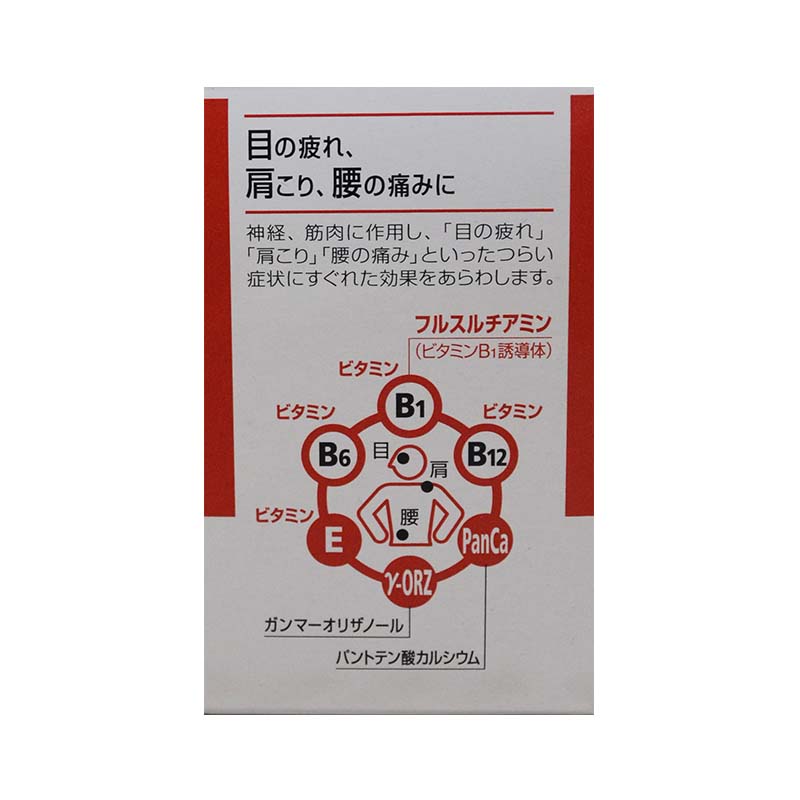 目の疲れ、
肩こり、腰の痛みに
神経、筋肉に作用し、「目の疲れ」
「肩こり」「腰の痛み」といったつらい
症状にすぐれた効果をあらわします。
フルスルチアミン
(ビタミンB1誘導体)
ビタミン
B1
ビタミン
B6
ビタミン
B12
目
肩
腰
ビタミン
E
PanCa
γ-ORZ
ガンマーオリザノール
パントテン酸カルシウム